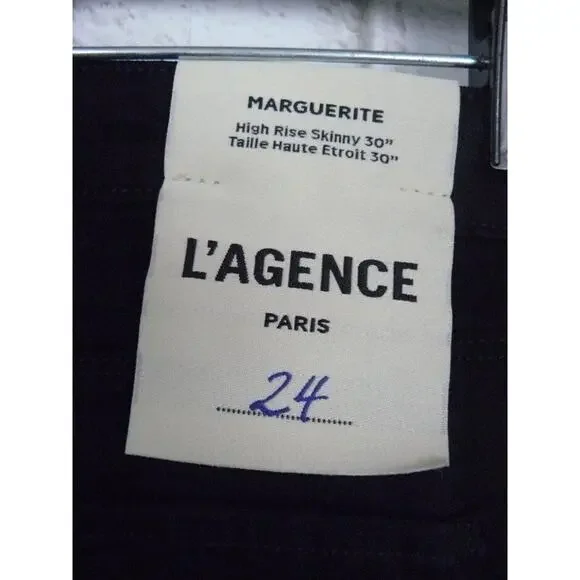 MARGUERITE
High Rise Skinny 30"
Taille Haute Etroit 30"
L'AGENCE
PARIS
24